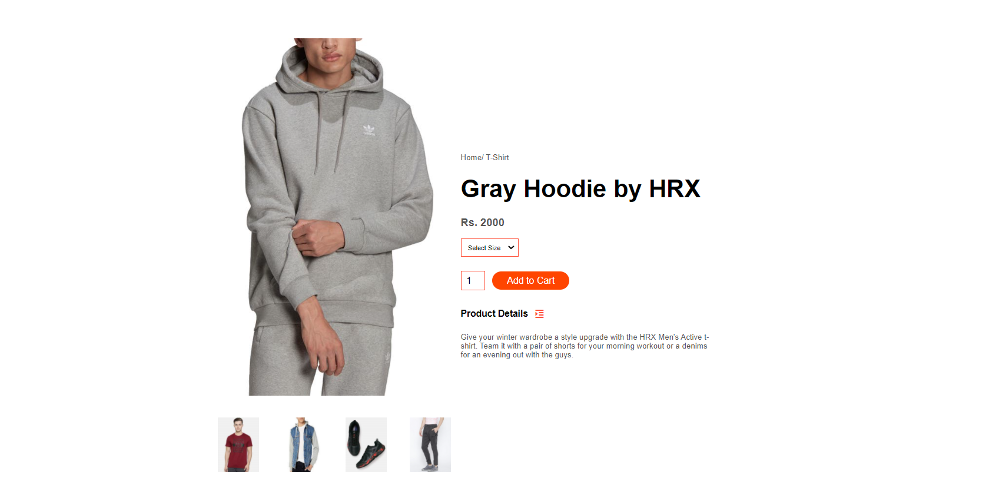 Home/ T-Shirt
Gray Hoodie by HRX
Rs. 2000
Select Size
1
Add to Cart
Product Details
Give your winter wardrobe a style upgrade with the HRX Men's Active t-
shirt. Team it with a pair of shorts for your morning workout or a denims
for an evening out with the guys.